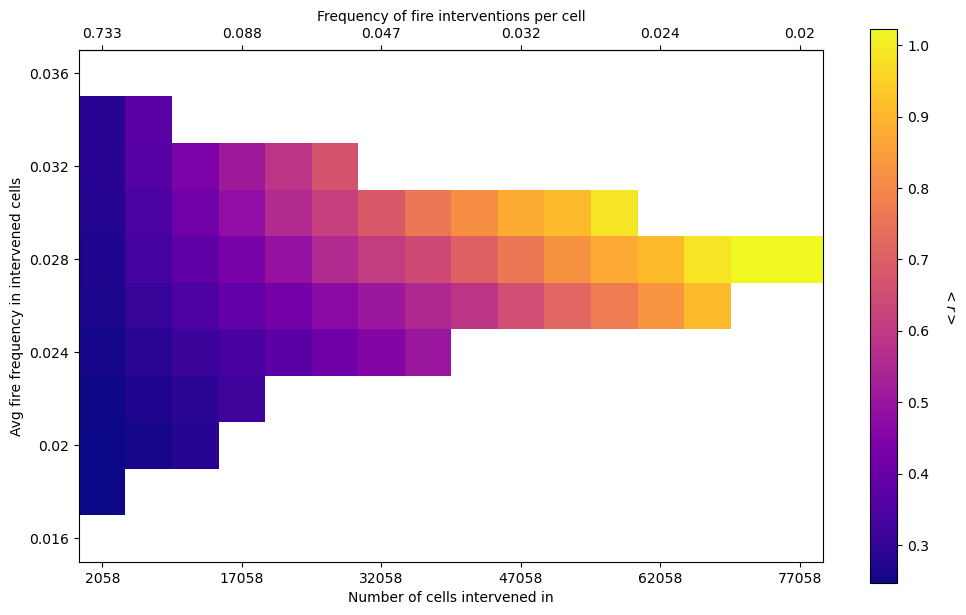 Frequency of fire interventions per cell
0.733 0.088 0.047 0.032 0.024 0.02
Avg fire frequency in intervened cells
0.036
0.032
0.028
0.024
0.02
0.016
2058 17058 32058 47058 62058 77058
Number of cells intervened in
1.0
0.9
0.8
0.7
0.6
0.5
0.4
0.3